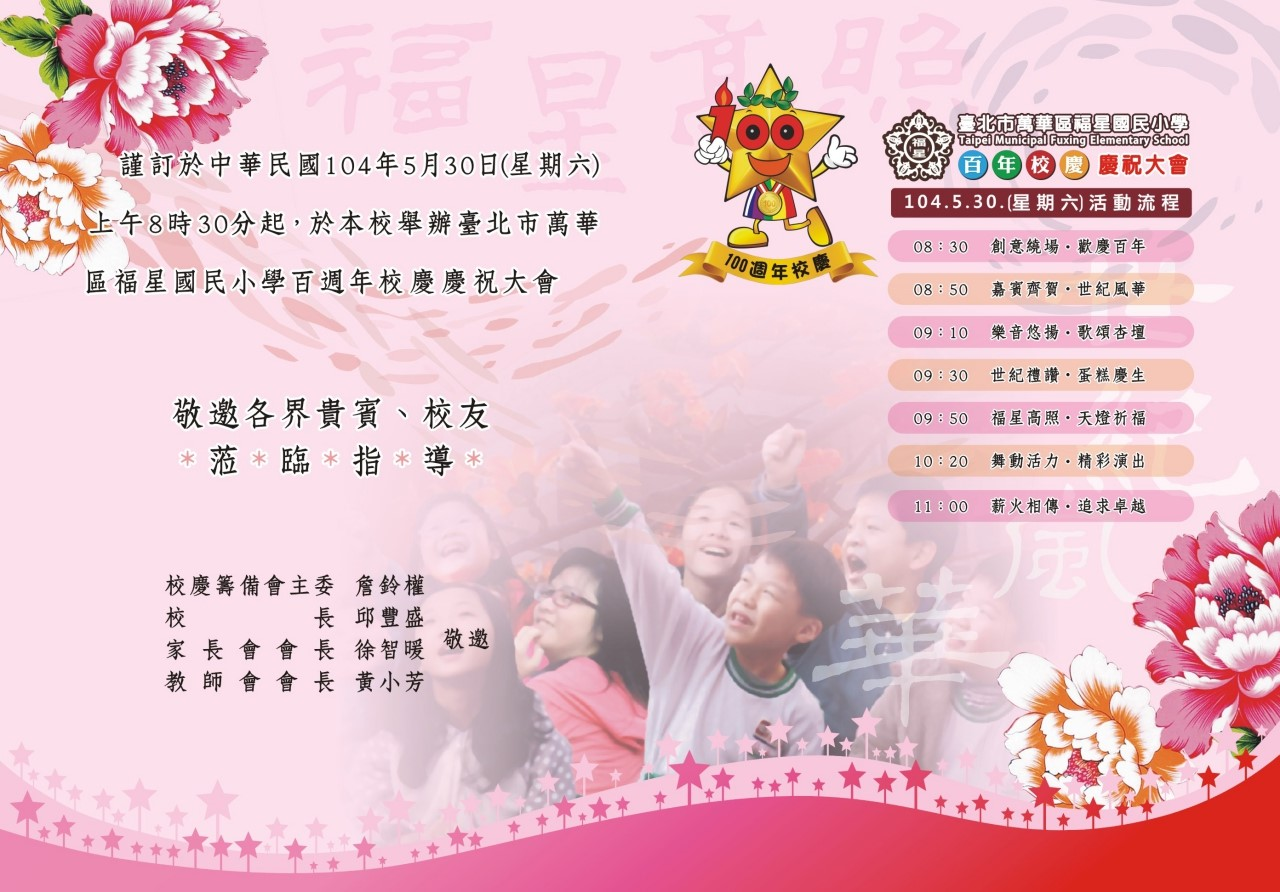 福星高照
謹訂於中華民國104年5月30日(星期六)
上午8時30分起，於本校舉辦臺北市萬華
區福星國民小學百週年校慶慶祝大會
敬邀各界貴賓、校友
*蒞*臨*指*導*
校慶籌備會主委 詹鈴權
校長 邱豐盛
家長會會長 徐智暖
教師會會長 黃小芳
敬邀
100
100週年校慶
福星
臺北市萬華區福星國民小學
Taipei Municipal Fuxing Elementary School
百年校慶 慶祝大會
104.5.30.(星期六)活動流程
08：30 創意繞場・歡慶百年
08：50 嘉賓齊賀・世紀風華
09：10 樂音悠揚・歌頌杏壇
09：30 世紀禮讚・蛋糕慶生
09：50 福星高照・天燈祈福
10：20 舞動活力・精彩演出
11：00 薪火相傳・追求卓越
世紀風華